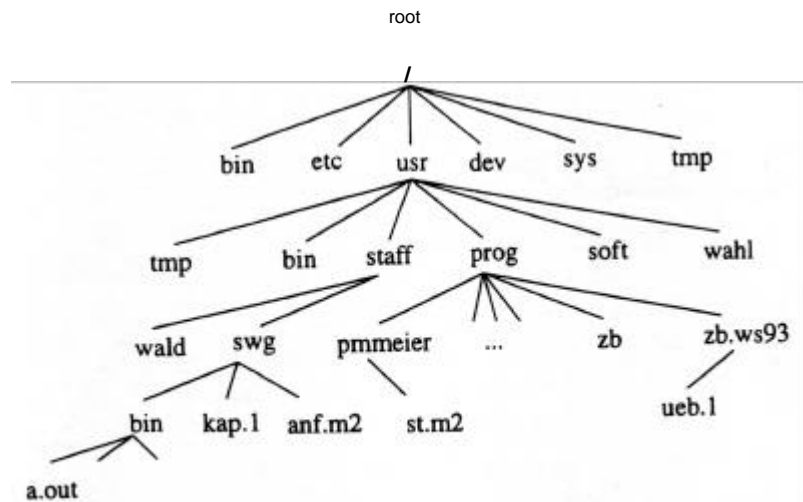 root
/
bin etc usr dev sys tmp
tmp bin staff prog soft wahl
wald swg pmmeier ... zb zb.ws93
bin kap.1 anf.m2 st.m2 ueb.1
a.out